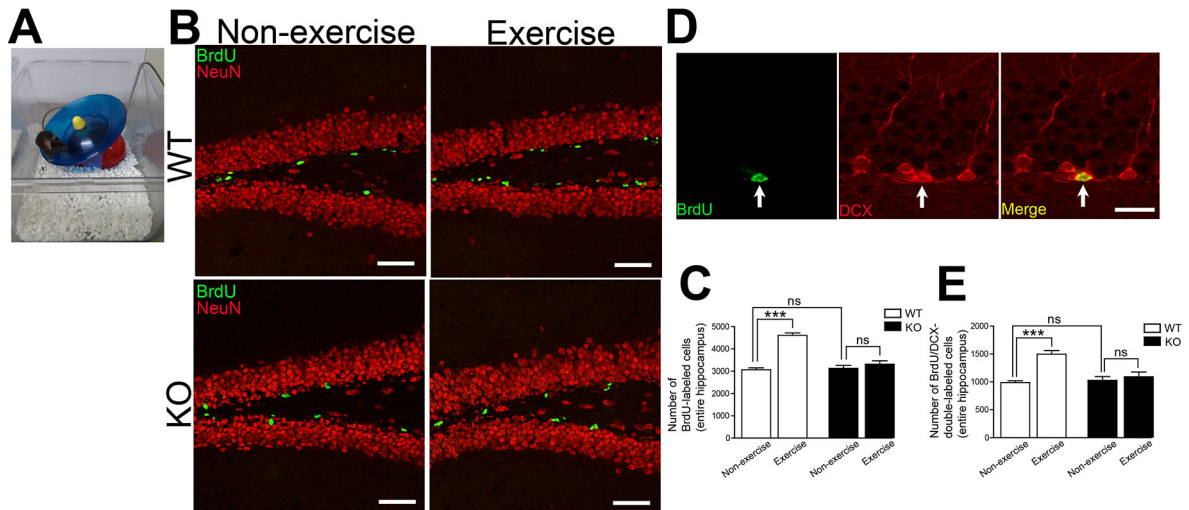 A
B
Non-exercise
Exercise
WT
BrdU
NeuN
KO
BrdU
NeuN
D
BrdU
DCX
Merge
C
Number of
BrdU-labeled cells
(entire hippocampus)
5000
4000
3000
2000
1000
0
ns
***
ns
WT
KO
Non-exercise
Exercise
Non-exercise
Exercise
E
Number of BrdU/DCX-
double-labeled cells
(entire hippocampus)
2000
1500
1000
500
0
ns
***
ns
WT
KO
Non-exercise
Exercise
Non-exercise
Exercise